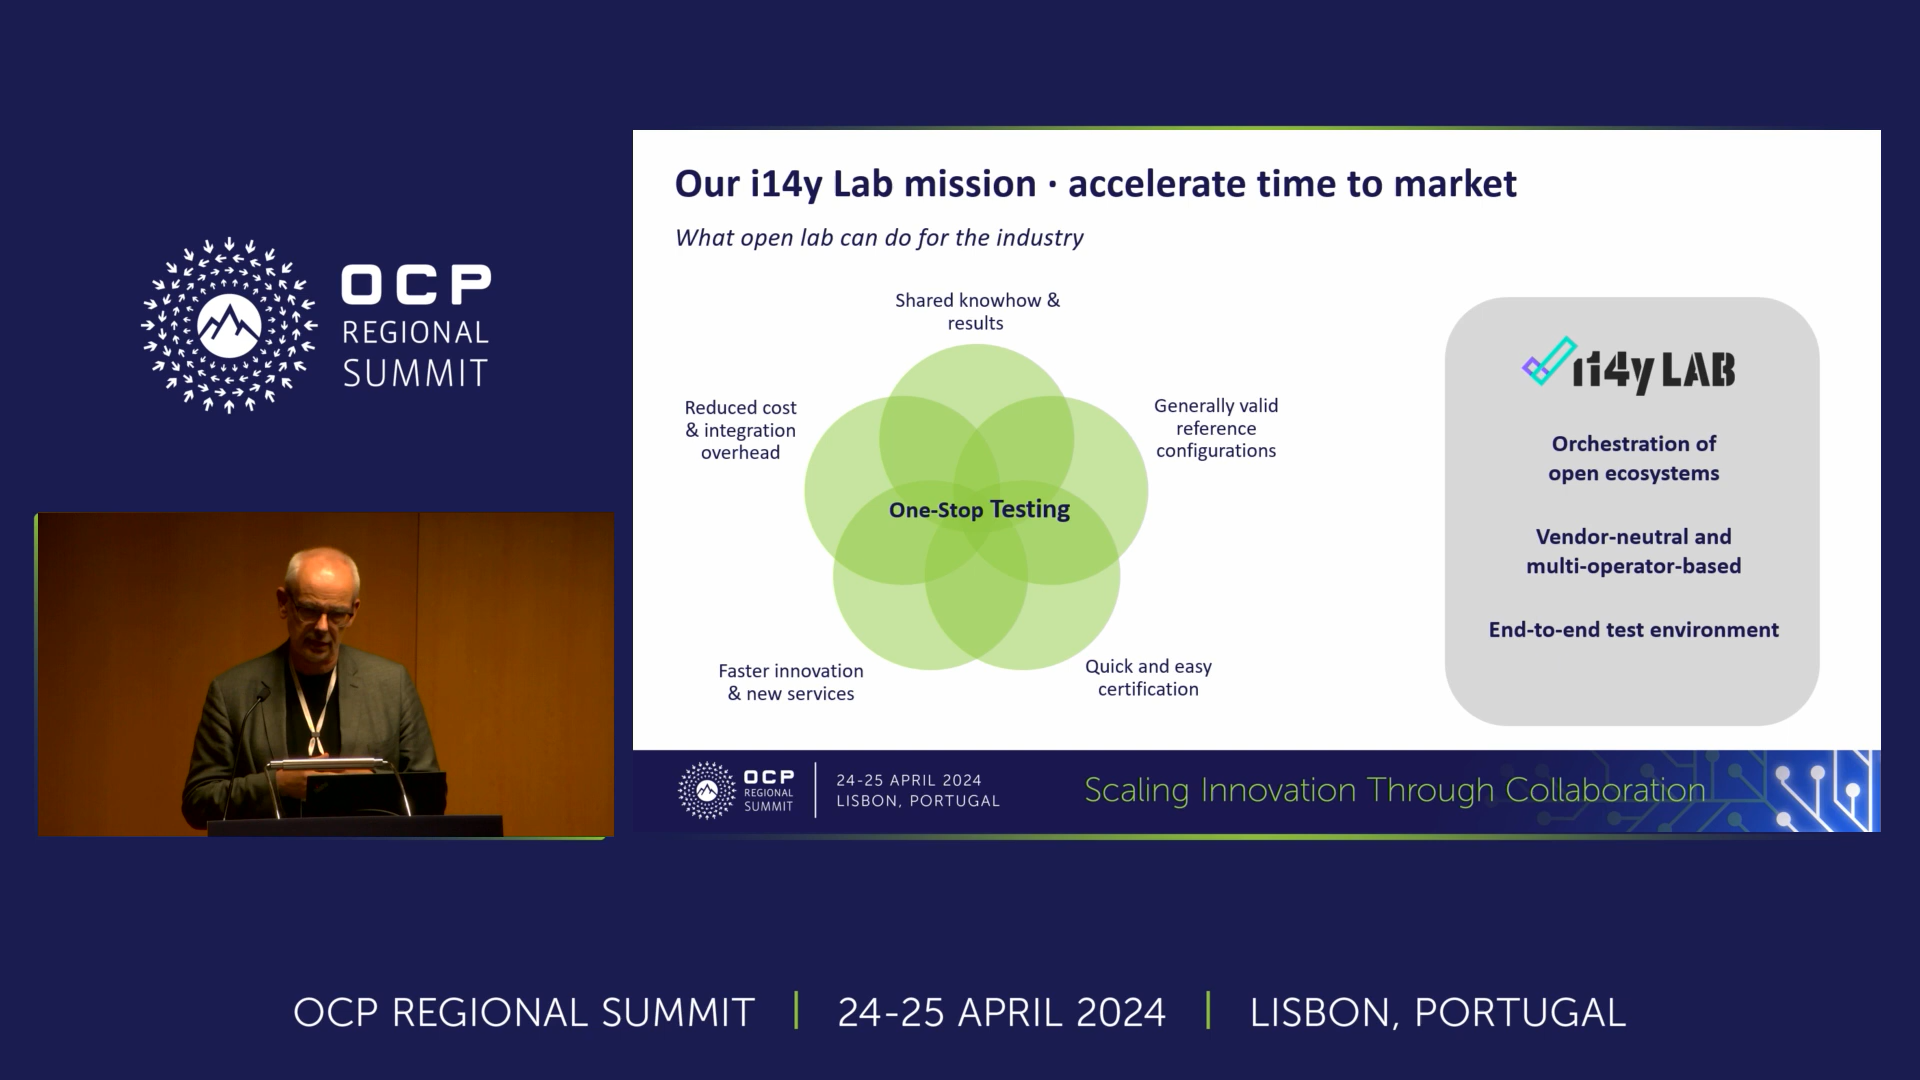 OCP
REGIONAL
SUMMIT
Our i14y Lab mission · accelerate time to market
What open lab can do for the industry
Shared knowhow &
results
Reduced cost
& integration
overhead
Generally valid
reference
configurations
One-Stop Testing
Faster innovation
& new services
Quick and easy
certification
i14y LAB
Orchestration of
open ecosystems
Vendor-neutral and
multi-operator-based
End-to-end test environment
OCP
REGIONAL
SUMMIT
24-25 APRIL 2024
LISBON, PORTUGAL
Scaling Innovation Through Collaboration
OCP REGIONAL SUMMIT | 24-25 APRIL 2024 | LISBON, PORTUGAL